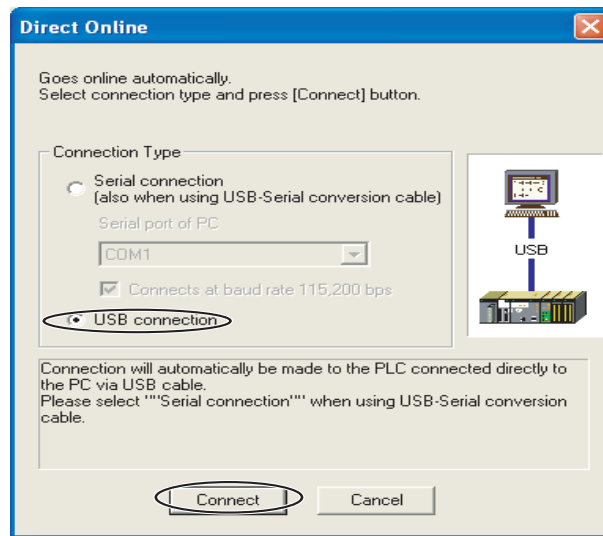 Direct Online
Goes online automatically.
Select connection type and press [Connect] button.
Connection Type
Serial connection
(also when using USB-Serial conversion cable)
Serial port of PC
COM1
Connects at baud rate 115,200 bps
USB connection
USB
Connection will automatically be made to the PLC connected directly to
the PC via USB cable.
Please select ""Serial connection"" when using USB-Serial conversion
cable.
Connect
Cancel